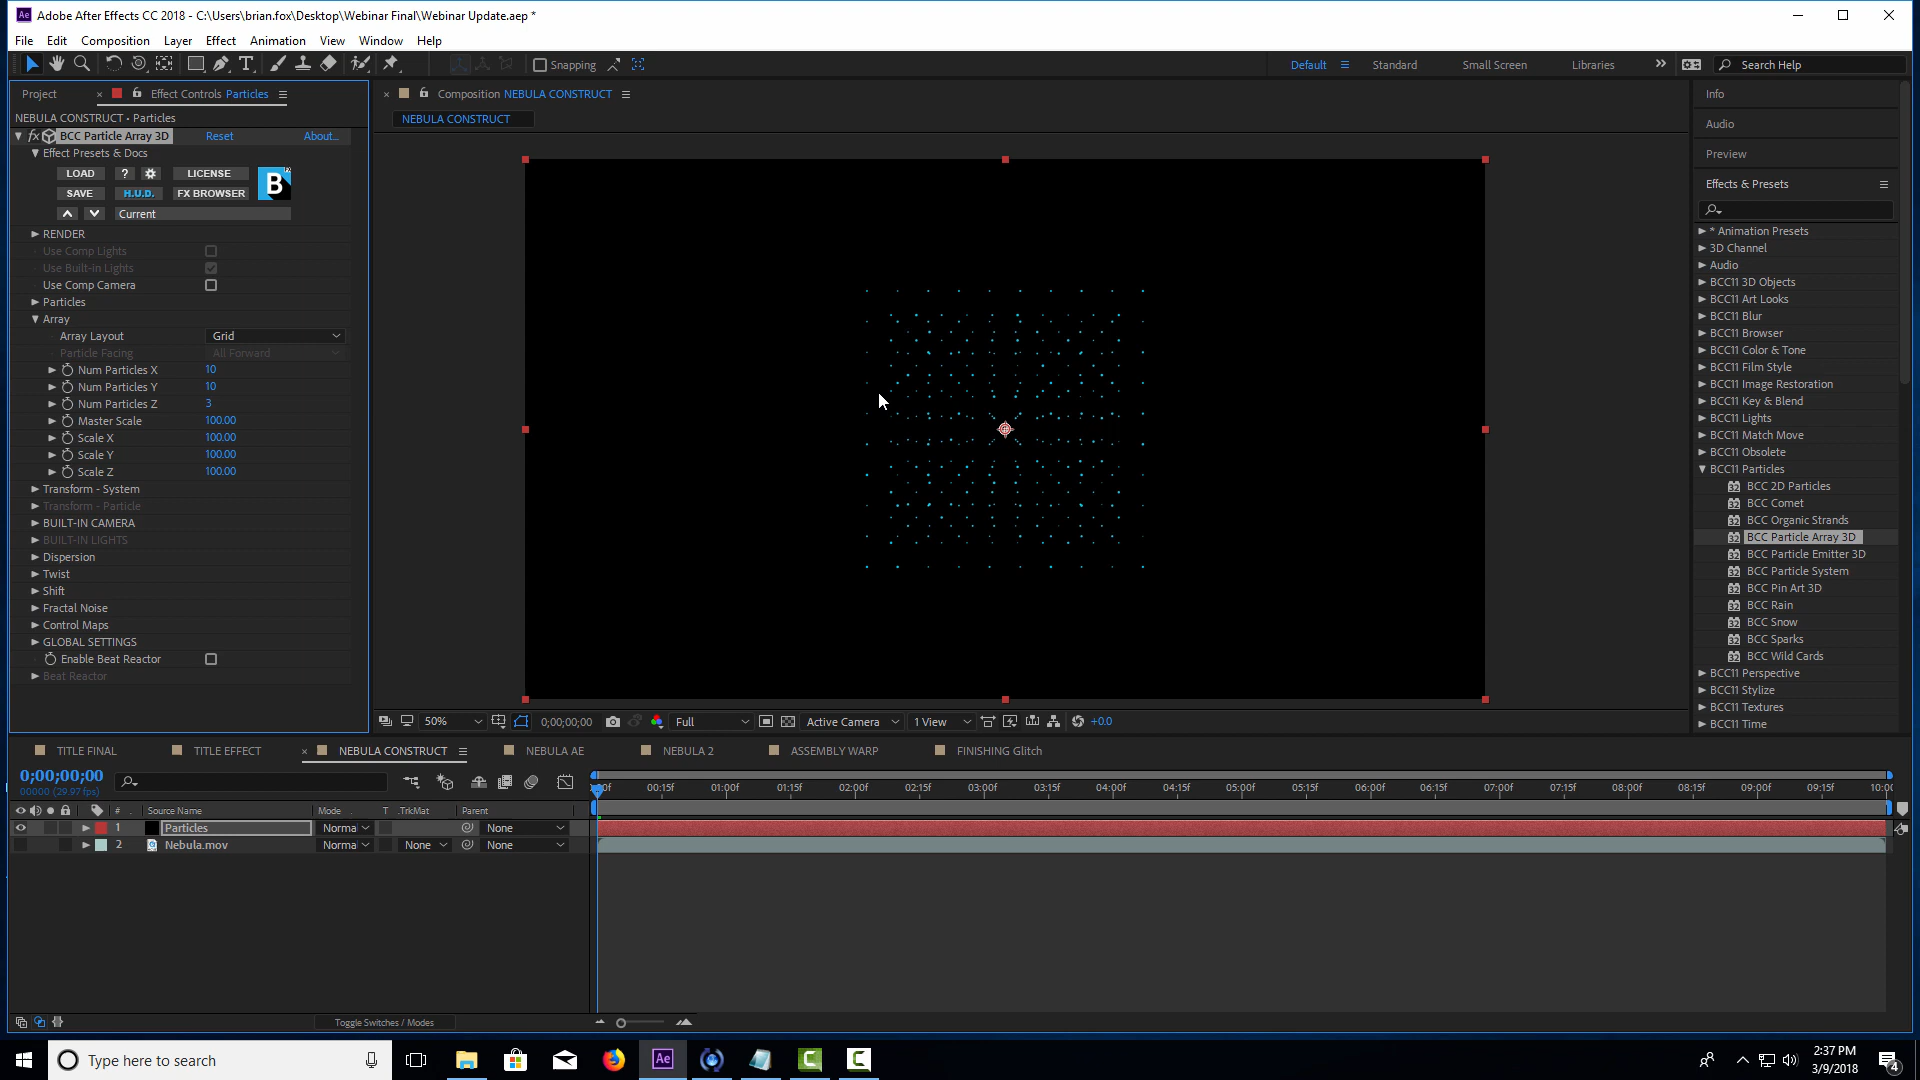 Adobe After Effects CC 2018 - C:\Users\brian.fox\Desktop\Webinar Final\Webinar Update.aep *
File Edit Composition Layer Effect Animation View Window Help
Snapping
Default Standard Small Screen Libraries Search Help
Project Effect Controls Particles
NEBULA CONSTRUCT • Particles
fx BCC Particle Array 3D Reset About...
Effect Presets & Docs
LOAD ? LICENSE
SAVE H.U.D. FX BROWSER
B
Current
RENDER
Use Comp Lights
Use Built-In Lights
Use Comp Camera
Particles
Array
Array Layout Grid
Particle Facing All Forward
Num Particles X 10
Num Particles Y 10
Num Particles Z 3
Master Scale 100.00
Scale X 100.00
Scale Y 100.00
Scale Z 100.00
Transform - System
Transform - Particle
BUILT-IN CAMERA
BUILT-IN LIGHTS
Dispersion
Twist
Shift
Fractal Noise
Control Maps
GLOBAL SETTINGS
Enable Beat Reactor
Beat Reactor
Composition NEBULA CONSTRUCT
NEBULA CONSTRUCT
50% 0;00;00;00 Full Active Camera 1 View +0.0
Info
Audio
Preview
Effects & Presets
* Animation Presets
3D Channel
Audio
BCC11 3D Objects
BCC11 Art Looks
BCC11 Blur
BCC11 Browser
BCC11 Color & Tone
BCC11 Film Style
BCC11 Image Restoration
BCC11 Key & Blend
BCC11 Lights
BCC11 Match Move
BCC11 Obsolete
BCC11 Particles
BCC 2D Particles
BCC Comet
BCC Organic Strands
BCC Particle Array 3D
BCC Particle Emitter 3D
BCC Particle System
BCC Pin Art 3D
BCC Rain
BCC Snow
BCC Sparks
BCC Wild Cards
BCC11 Perspective
BCC11 Stylize
BCC11 Textures
BCC11 Time
TITLE FINAL TITLE EFFECT NEBULA CONSTRUCT NEBULA AE NEBULA 2 ASSEMBLY WARP FINISHING Glitch
0;00;00;00
00000 (29.97 fps)
00:15f 01:00f 01:15f 02:00f 02:15f 03:00f 03:15f 04:00f 04:15f 05:00f 05:15f 06:00f 06:15f 07:00f 07:15f 08:00f 08:15f 09:00f 09:15f 10:00
# Source Name Mode T .TrkMat Parent
1 Particles Norma None
2 Nebula.mov Norma None None
Toggle Switches / Modes
Type here to search
Ae
2:37 PM
3/9/2018
4